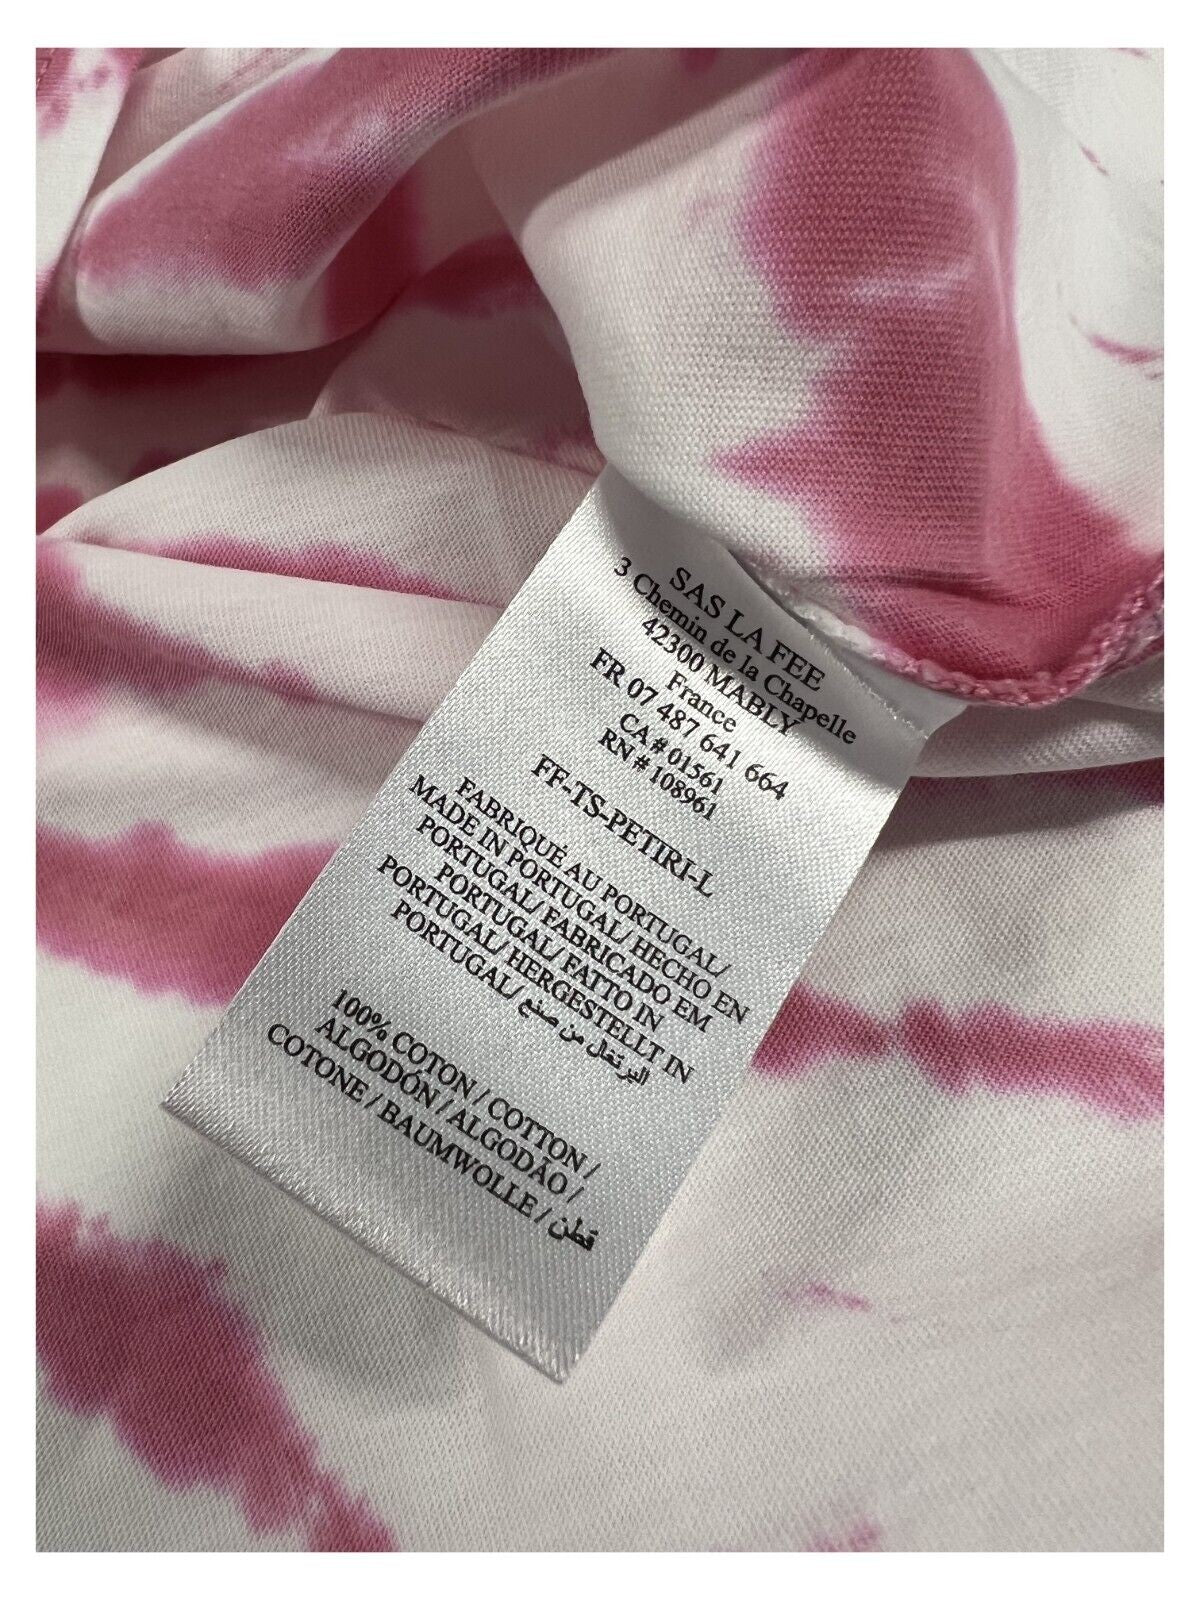 SAS LA FEE
3 Chemin de la Chapelle
42300 MABLY
France
FR 07 487 641 664
CA # 01561
RN # 108961
FF-TS-PETIRI-L
FABRIQUÉ AU PORTUGAL/
MADE IN PORTUGAL/ HECHO EN
PORTUGAL/ FABRICADO EM
PORTUGAL/ FATTO IN
PORTUGAL/ HERGESTELLT IN
PORTUGAL/ البرتغال من صنع
100% COTON / COTTON /
ALGODÓN / ALGODÃO /
COTONE / BAUMWOLLE / قطن